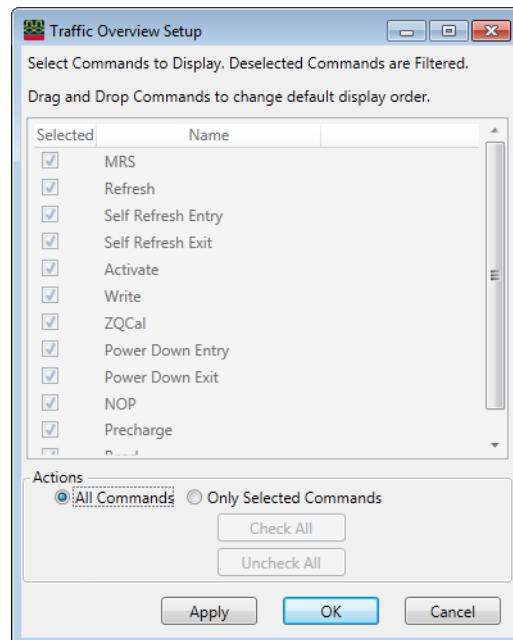 Traffic Overview Setup
Select Commands to Display. Deselected Commands are Filtered.
Drag and Drop Commands to change default display order.
Selected Name
MRS
Refresh
Self Refresh Entry
Self Refresh Exit
Activate
Write
ZQCal
Power Down Entry
Power Down Exit
NOP
Precharge
Actions
All Commands Only Selected Commands
Check All
Uncheck All
Apply OK Cancel